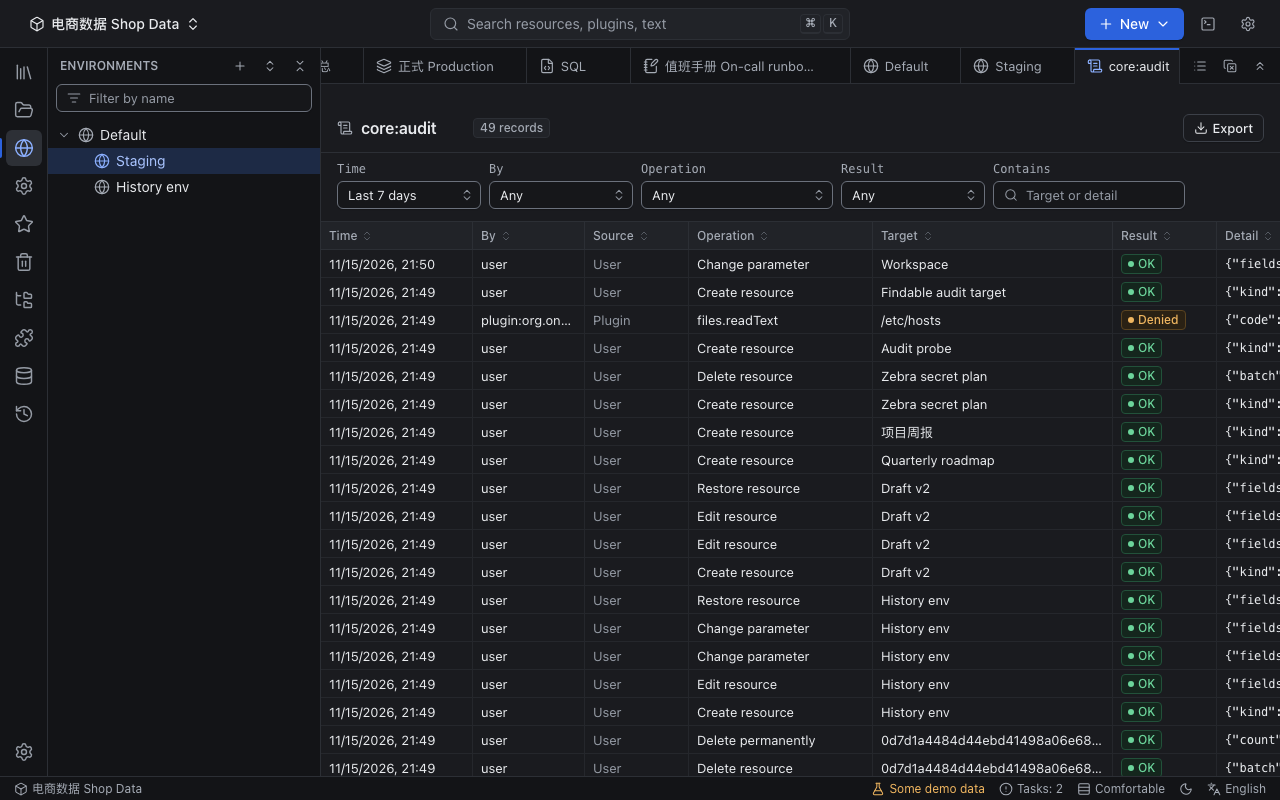 电商数据 Shop Data
Search resources, plugins, text
⌘ K
New
ENVIRONMENTS
Filter by name
Default
Staging
History env
正式 Production
SQL
值班手册 On-call runbo...
Default
Staging
core:audit
core:audit
49 records
Export
Time By Operation Result Contains
Last 7 days Any Any Any Target or detail
Time By Source Operation Target Result Detail
11/15/2026, 21:50 user User Change parameter Workspace OK {"fields
11/15/2026, 21:49 user User Create resource Findable audit target OK {"kind":
11/15/2026, 21:49 plugin:org.on... Plugin files.readText /etc/hosts Denied {"code":
11/15/2026, 21:49 user User Create resource Audit probe OK {"kind":
11/15/2026, 21:49 user User Delete resource Zebra secret plan OK {"batch"
11/15/2026, 21:49 user User Create resource Zebra secret plan OK {"kind":
11/15/2026, 21:49 user User Create resource 项目周报 OK {"kind":
11/15/2026, 21:49 user User Create resource Quarterly roadmap OK {"kind":
11/15/2026, 21:49 user User Restore resource Draft v2 OK {"fields
11/15/2026, 21:49 user User Edit resource Draft v2 OK {"fields
11/15/2026, 21:49 user User Edit resource Draft v2 OK {"fields
11/15/2026, 21:49 user User Create resource Draft v2 OK {"kind":
11/15/2026, 21:49 user User Restore resource History env OK {"fields
11/15/2026, 21:49 user User Change parameter History env OK {"fields
11/15/2026, 21:49 user User Change parameter History env OK {"fields
11/15/2026, 21:49 user User Edit resource History env OK {"fields
11/15/2026, 21:49 user User Create resource History env OK {"kind":
11/15/2026, 21:49 user User Delete permanently 0d7d1a4484d44ebd41498a06e68... OK {"count"
11/15/2026, 21:49 user User Delete resource 0d7d1a4484d44ebd41498a06e68... OK {"batch"
电商数据 Shop Data
Some demo data
Tasks: 2
Comfortable
English